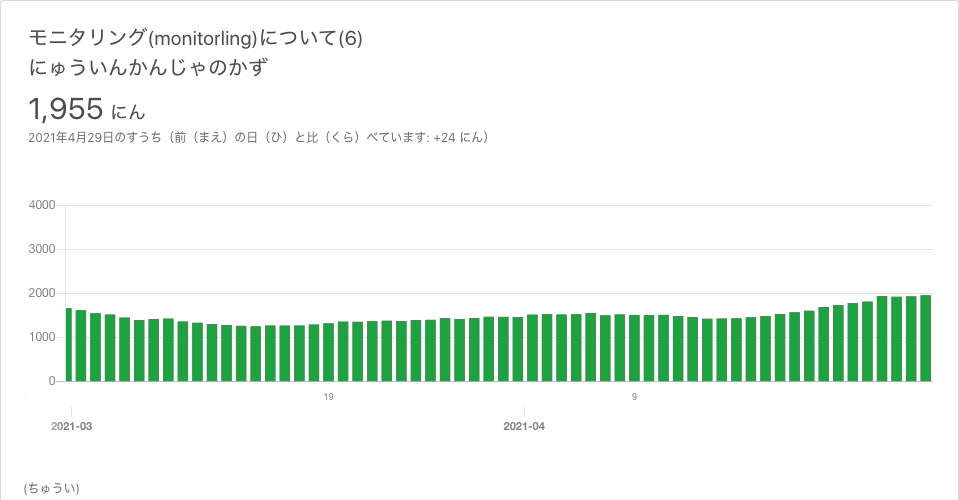 モニタリング(monitorling)について(6)
にゅういんかんじゃのかず
1,955 にん
2021年4月29日のすうち（前（まえ）の日（ひ）と比（くら）べています: +24 にん）
4000
3000
2000
1000
0
19
9
2021-03
2021-04
(ちゅうい)